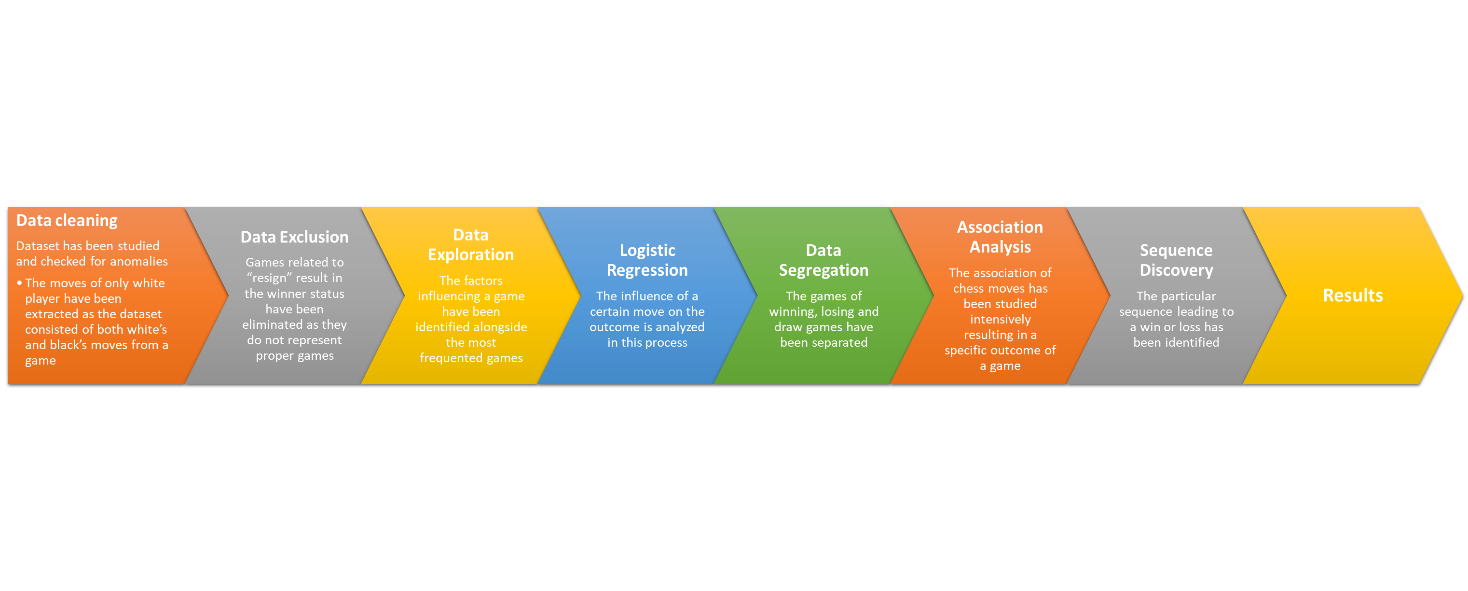 Data cleaning
Dataset has been studied
and checked for anomalies
• The moves of only white
player have been
extracted as the dataset
consisted of both white's
and black's moves from a
game
Data Exclusion
Games related to
“resign” result in
the winner status
have been
eliminated as they
do not represent
proper games
Data
Exploration
The factors
influencing a game
have been
identified alongside
the most
frequented games
Logistic
Regression
The influence of a
certain move on the
outcome is analyzed
in this process
Data
Segregation
The games of
winning, losing and
draw games have
been separated
Association
Analysis
The association of
chess moves has
been studied
intensively
resulting in a
specific outcome of
a game
Sequence
Discovery
The particular
sequence leading to
a win or loss has
been identified
Results